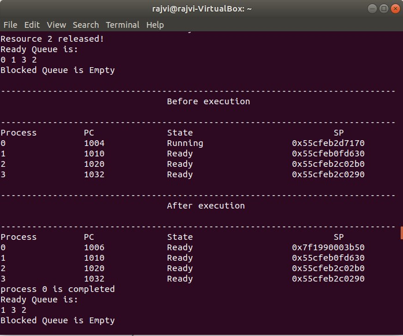 rajvi@rajvi-VirtualBox: ~
File Edit View Search Terminal Help
Resource 2 released!
Ready Queue is:
0 1 3 2
Blocked Queue is Empty
--------------------------------------------------------------------------
Before execution
--------------------------------------------------------------------------
Process PC State SP
0 1004 Running 0x55cfeb2d7170
1 1010 Ready 0x55cfeb0fd630
2 1020 Ready 0x55cfeb2c02b0
3 1032 Ready 0x55cfeb2c0290
--------------------------------------------------------------------------
After execution
--------------------------------------------------------------------------
Process PC State SP
0 1006 Ready 0x7f1990003b50
1 1010 Ready 0x55cfeb0fd630
2 1020 Ready 0x55cfeb2c02b0
3 1032 Ready 0x55cfeb2c0290
process 0 is completed
Ready Queue is:
1 3 2
Blocked Queue is Empty